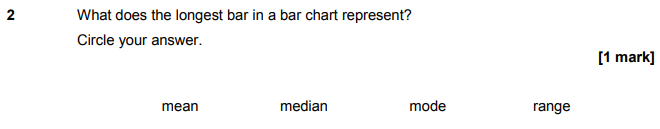 2 What does the longest bar in a bar chart represent?
Circle your answer.
[1 mark]
mean median mode range